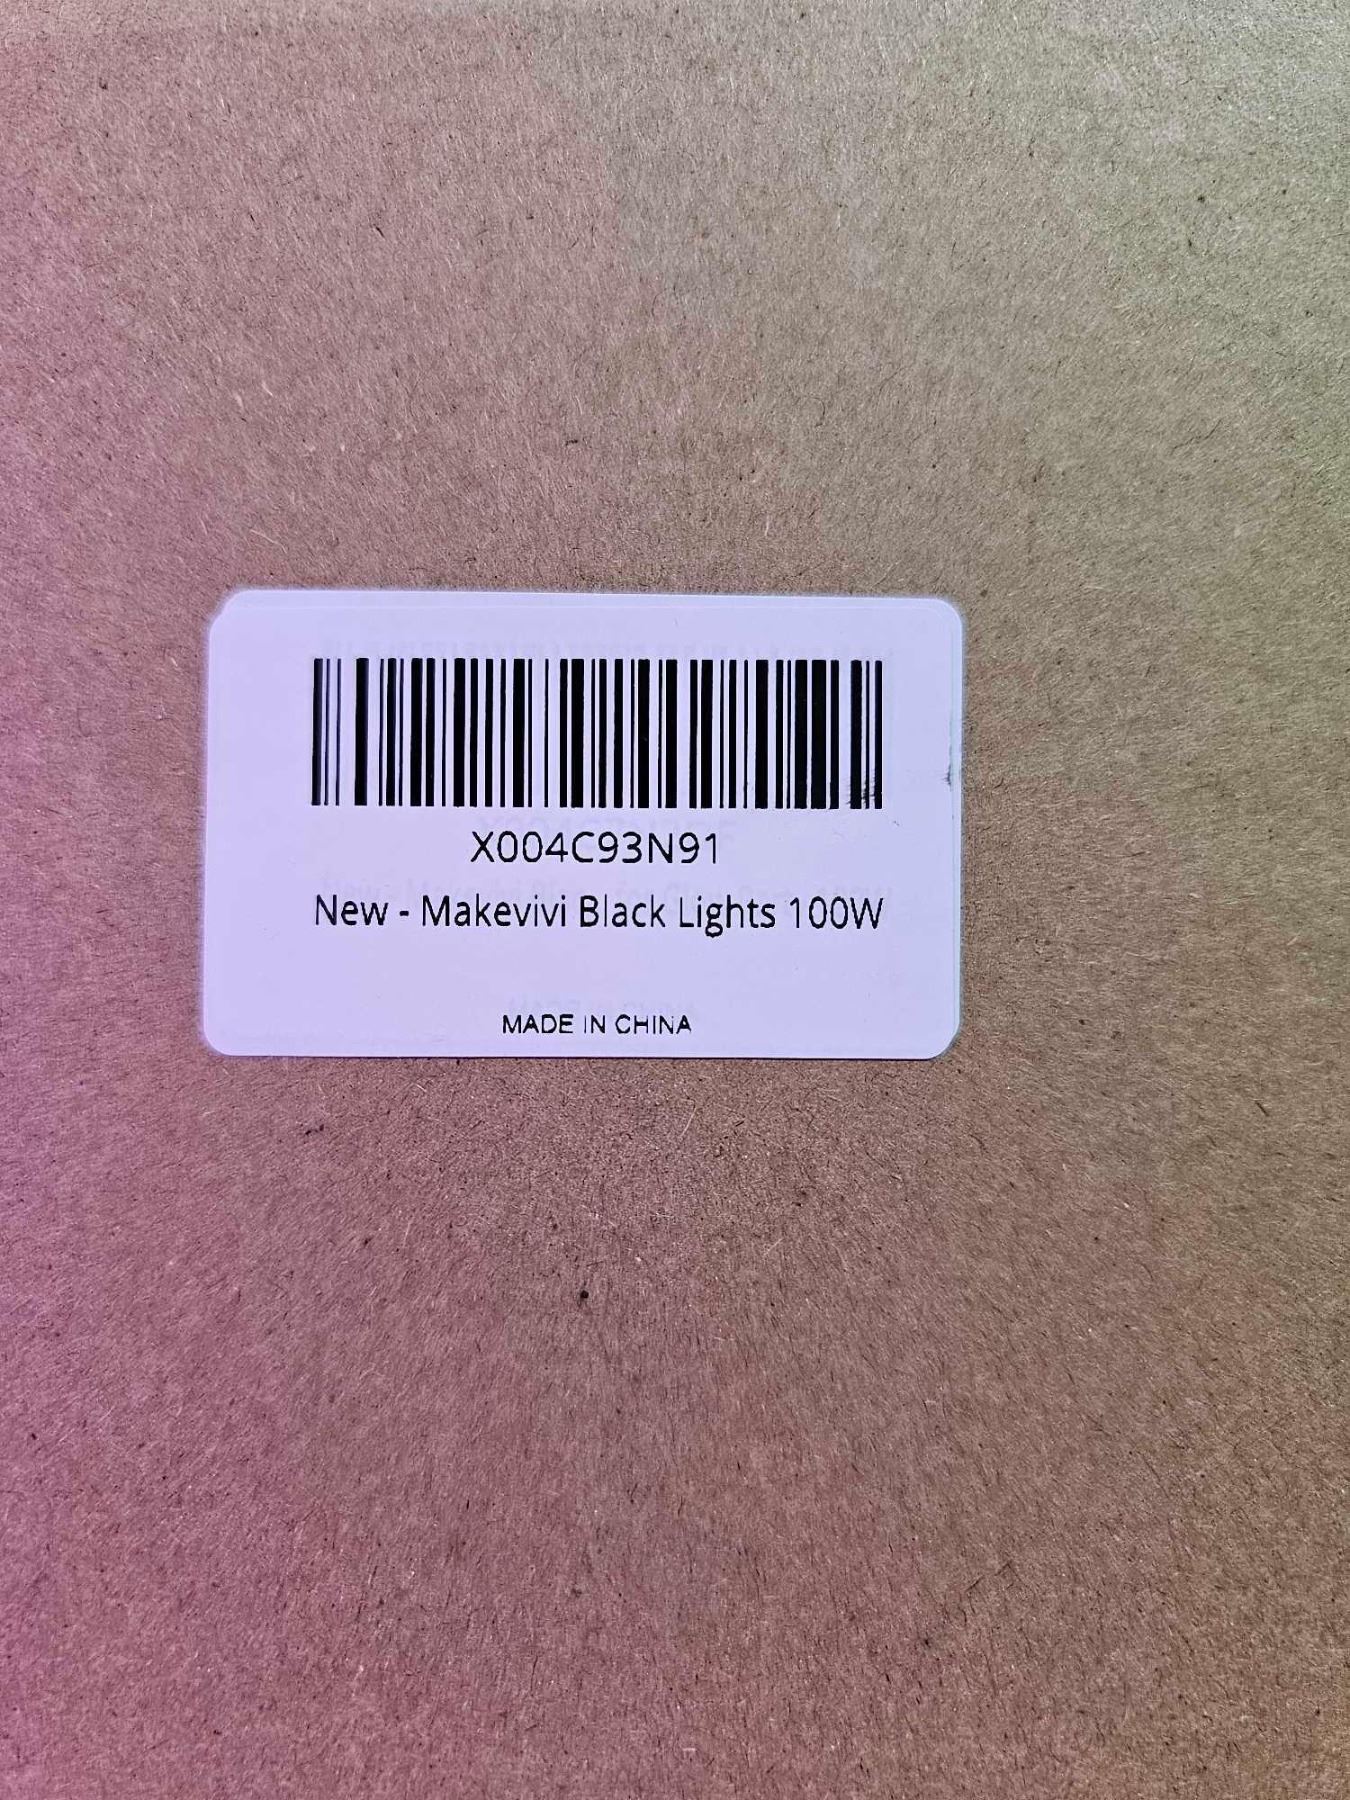 X004C93N91
New - Makevivi Black Lights 100W
MADE IN CHINA